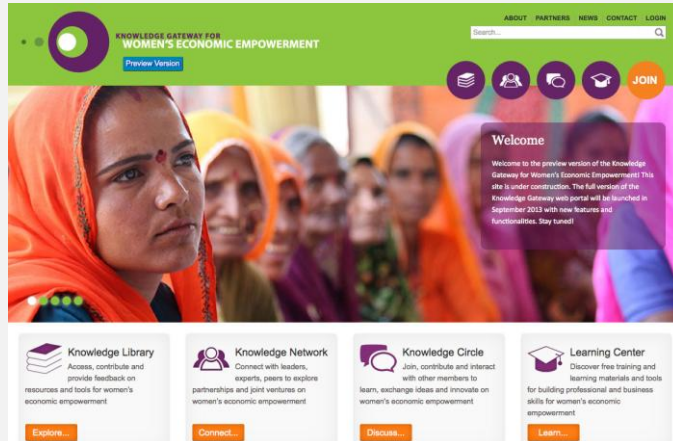 ABOUT PARTNERS NEWS CONTACT LOGIN
Search...
KNOWLEDGE GATEWAY FOR
WOMEN'S ECONOMIC EMPOWERMENT
Preview Version
JOIN
Welcome
Welcome to the preview version of the Knowledge
Gateway for Women's Economic Empowerment! This
site is under construction. The full version of the
Knowledge Gateway web portal will be launched in
September 2013 with new features and
functionalities. Stay tuned!
Knowledge Library
Access, contribute and
provide feedback on
resources and tools for women's
economic empowerment
Explore...
Knowledge Network
Connect with leaders,
experts, peers to explore
partnerships and joint ventures on
women's economic empowerment
Connect...
Knowledge Circle
Join, contribute and interact
with other members to
learn, exchange ideas and innovate on
women's economic empowerment
Discuss...
Learning Center
Discover free training and
learning materials and tools
for building professional and business
skills for women's economic
empowerment
Learn...